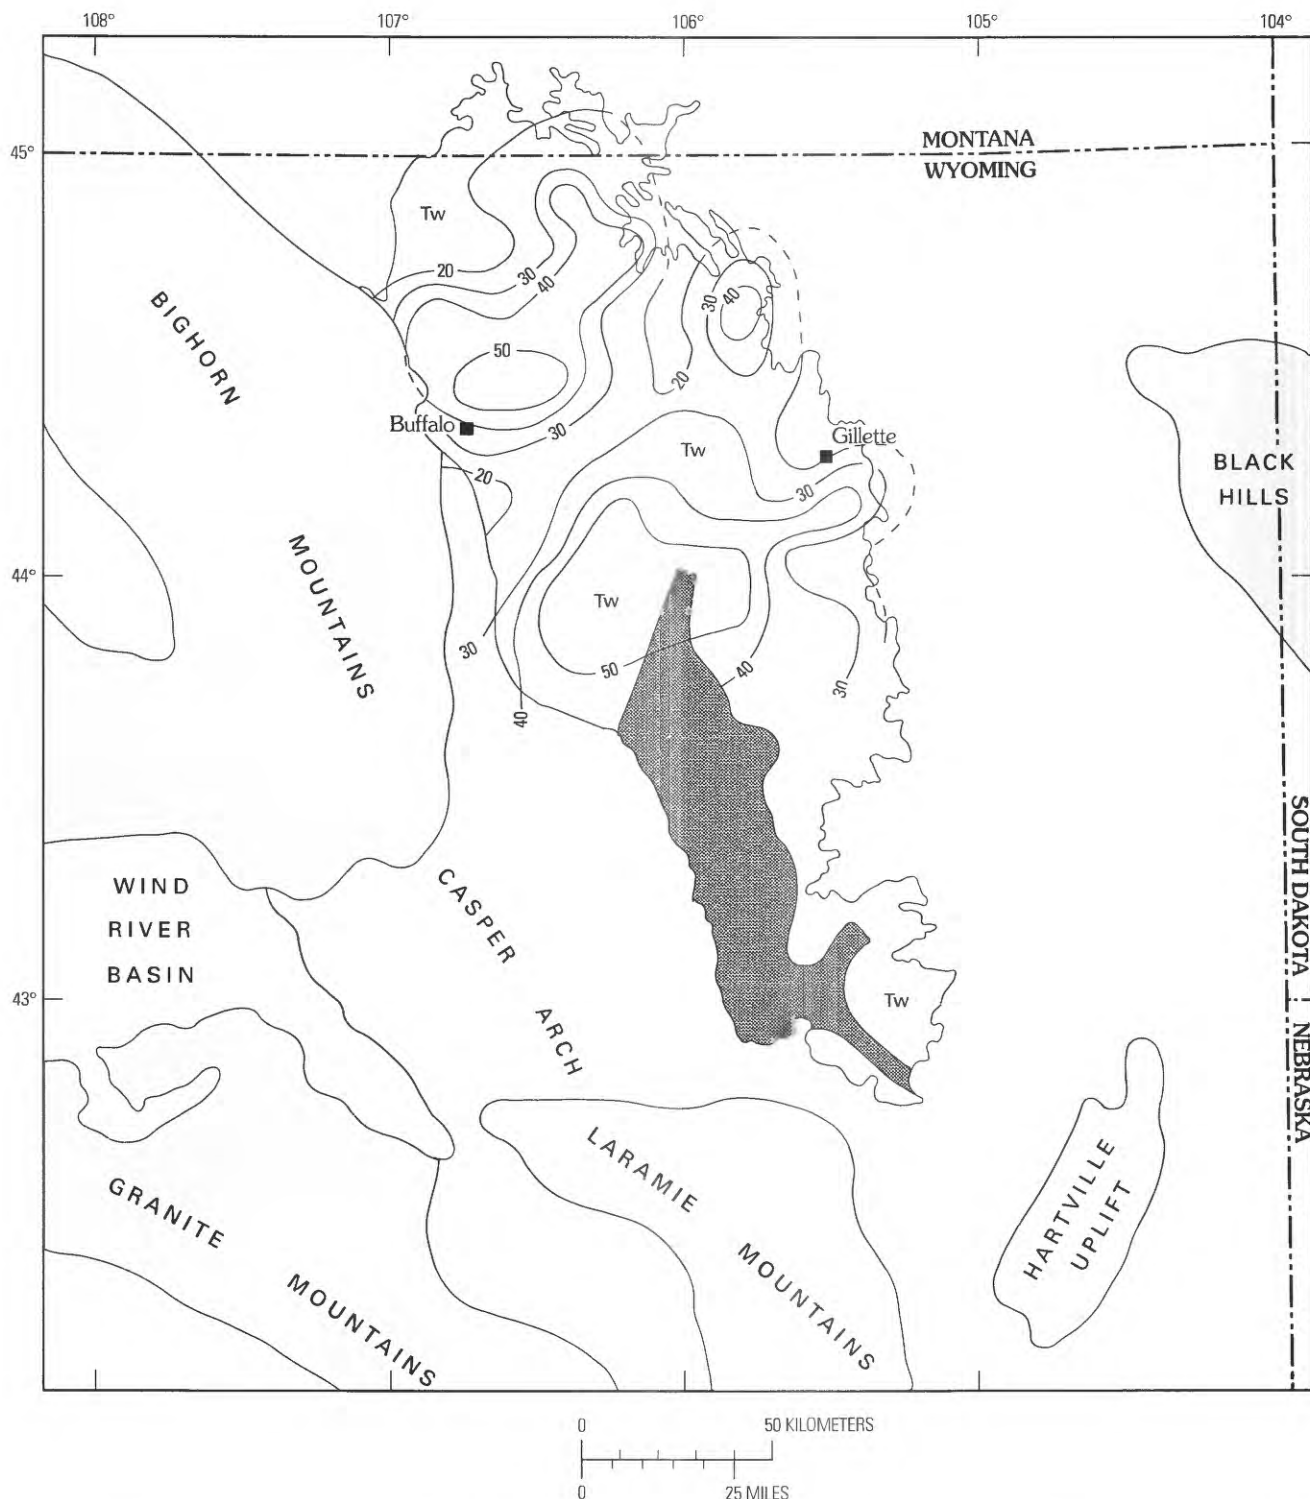 108°
107°
106°
105°
104°
45°
MONTANA
WYOMING
Tw
20
30
40
30
40
BIGHORN
50
20
Buffalo
30
Tw
Gillette
BLACK
HILLS
20
30
MOUNTAINS
44°
Tw
30
50
40
30
40
SOUTH DAKOTA
WIND
RIVER
BASIN
CASPER
ARCH
43°
Tw
NEBRASKA
LARAMIE
MOUNTAINS
HARTVILLE
UPLIFT
GRANITE
MOUNTAINS
0
50 KILOMETERS
0
25 MILES